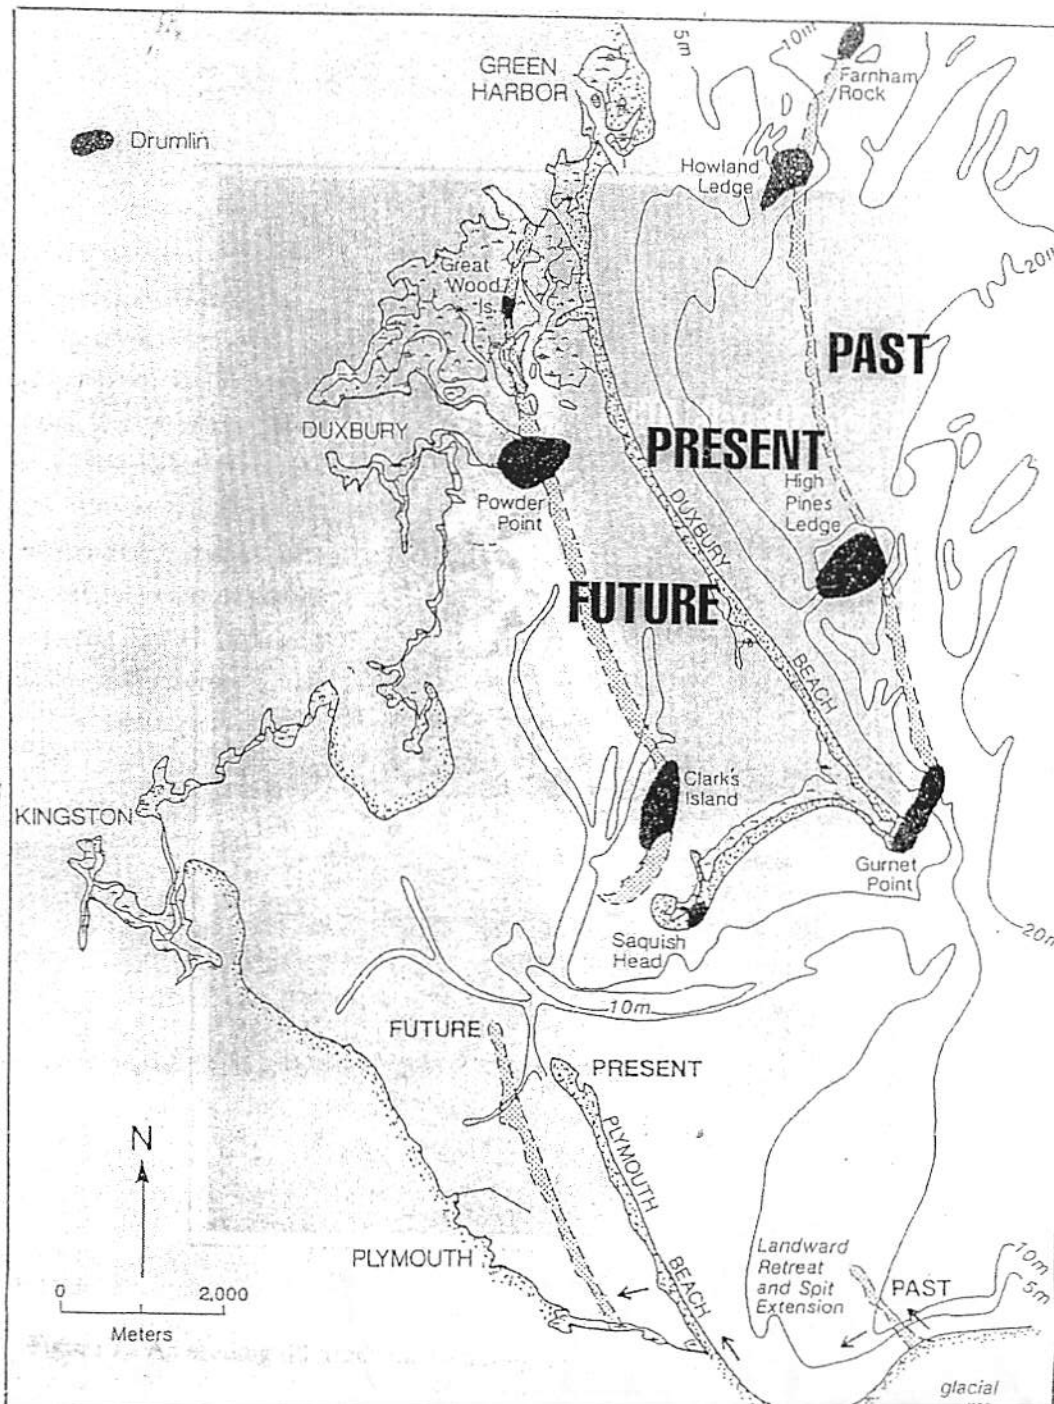 5m
10m
GREEN
HARBOR
Farnham
Rock
Drumlin
Howland
Ledge
20m
Great
Wood
Is.
PAST
DUXBURY
PRESENT
High
Pines
Ledge
Powder
Point
DUXBURY
FUTURE
BEACH
Clark's
Island
KINGSTON
Gurnet
Point
Saquish
Head
20m
10m
FUTURE
PRESENT
N
PLYMOUTH
PLYMOUTH
BEACH
Landward
Retreat
and Spit
Extension
PAST
10m
5m
0 2,000
Meters
glacial